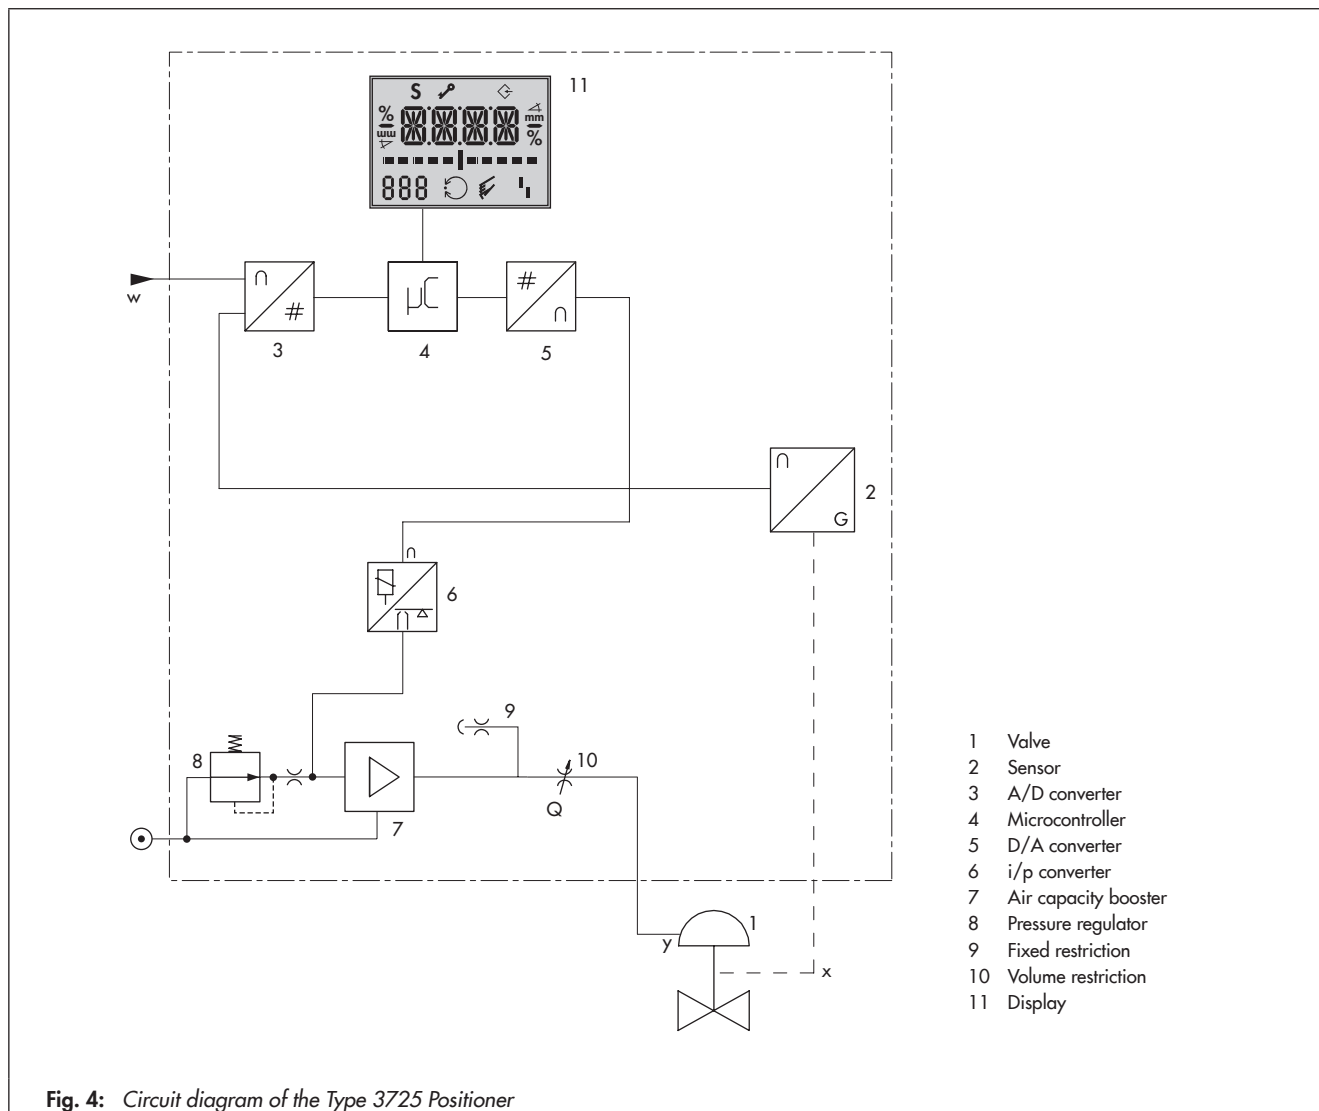 11
S
%
mm
mm
%
888
w
∩
#
3
µC
4
#
∩
5
∩
G
2
∩
∩
6
9
8
10
Q
7
1
y
x
1 Valve
2 Sensor
3 A/D converter
4 Microcontroller
5 D/A converter
6 i/p converter
7 Air capacity booster
8 Pressure regulator
9 Fixed restriction
10 Volume restriction
11 Display
Fig. 4: Circuit diagram of the Type 3725 Positioner